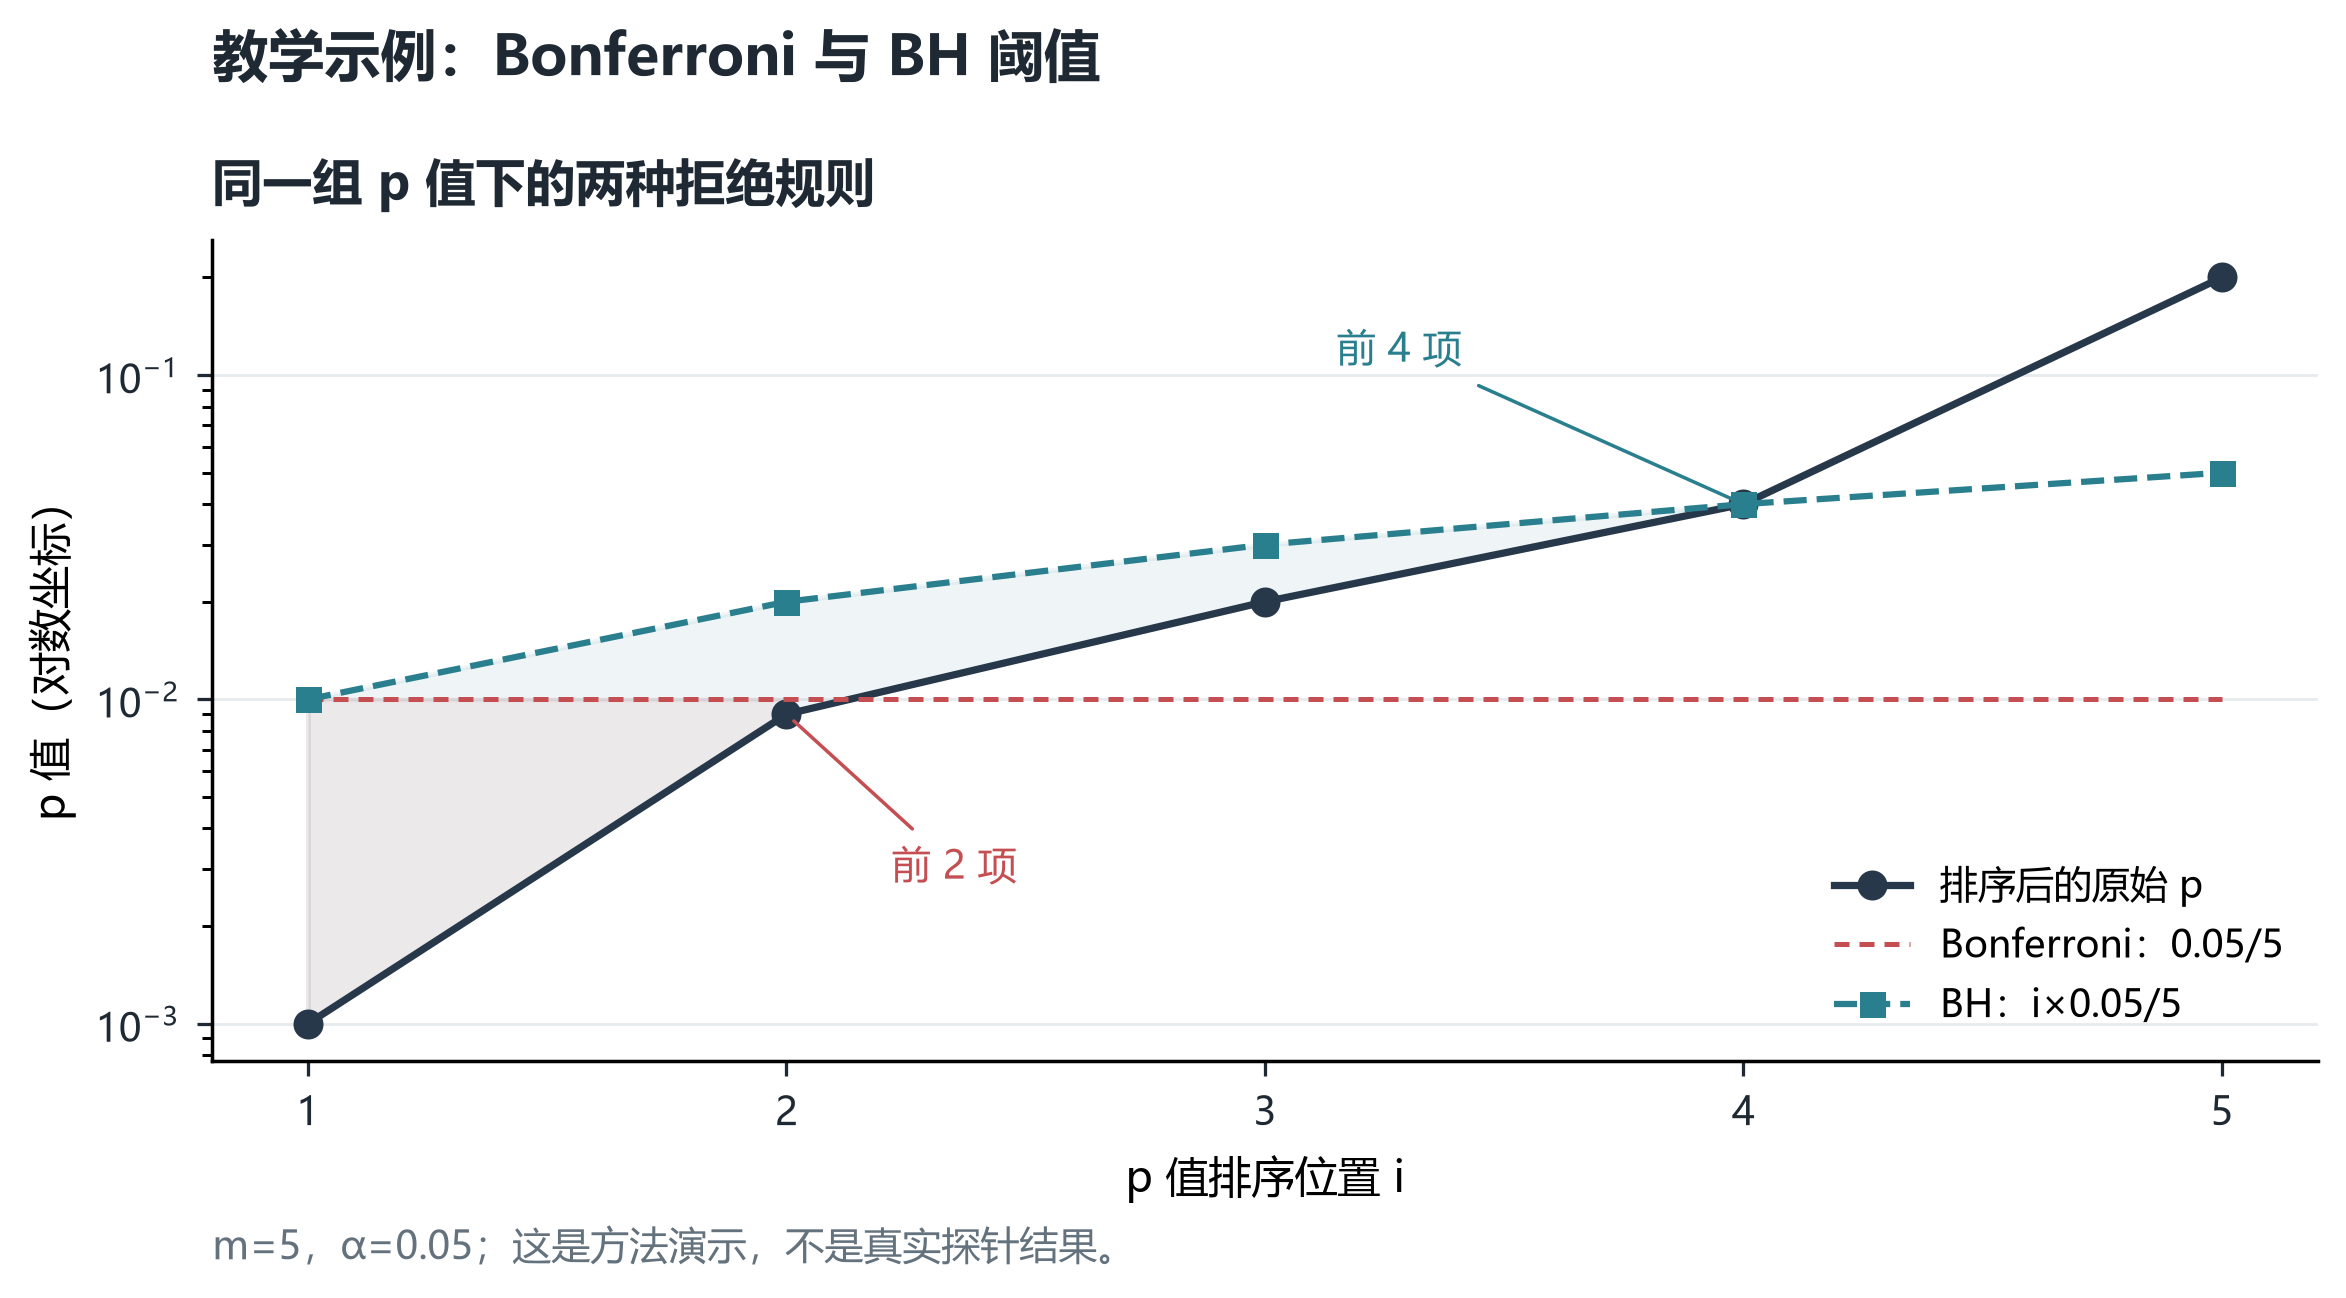 教学示例：Bonferroni 与 BH 阈值
同一组 p 值下的两种拒绝规则
p 值（对数坐标）
10⁻¹
10⁻²
10⁻³
前 4 项
前 2 项
排序后的原始 p
Bonferroni：0.05/5
BH：i×0.05/5
1 2 3 4 5
p 值排序位置 i
m=5，α=0.05；这是方法演示，不是真实探针结果。